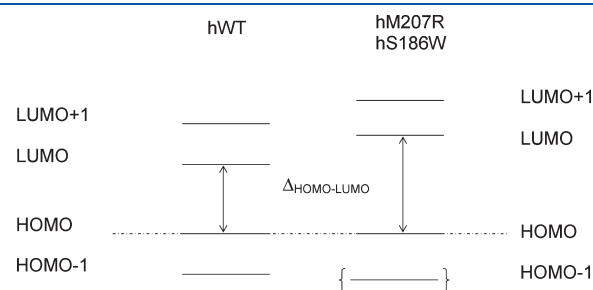 hWT
hM207R
hS186W
LUMO+1
LUMO+1
LUMO
LUMO
ΔHOMO-LUMO
HOMO
HOMO
HOMO-1
{ }
HOMO-1